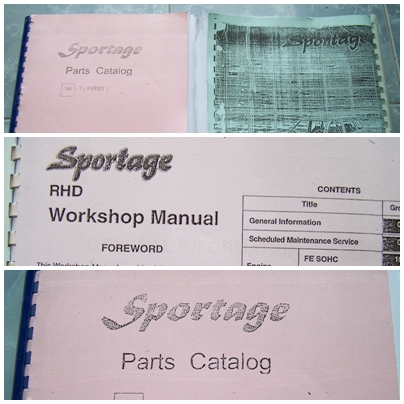 Sportage
Parts Catalog
Sportage
Sportage
RHD
Workshop Manual
FOREWORD
CONTENTS
Title
General Information
Scheduled Maintenance Service
FE SOHC
Sportage
Parts Catalog